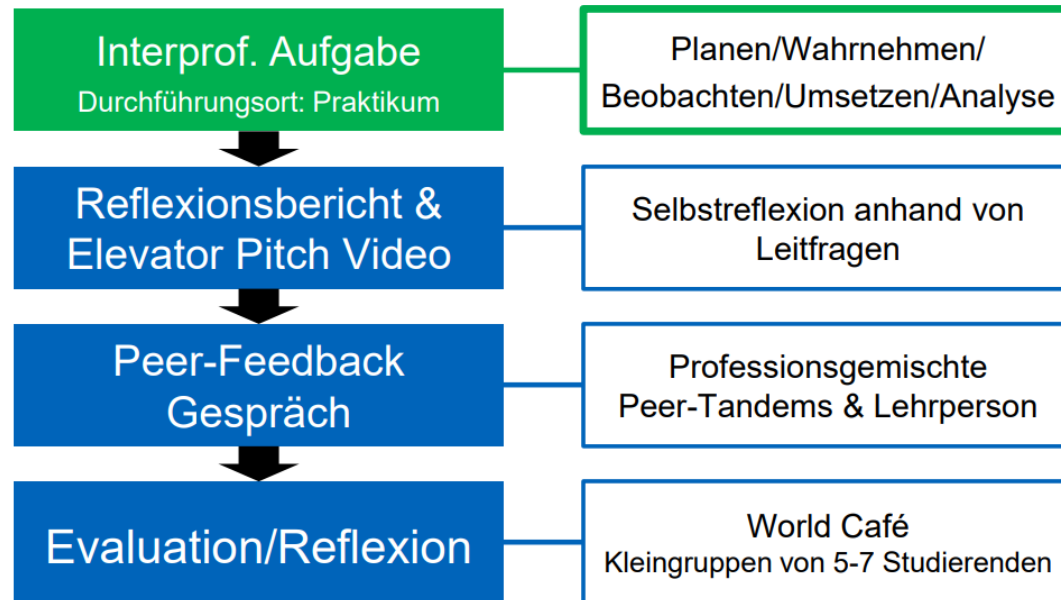 Interprof. Aufgabe
Durchführungsort: Praktikum
Planen/Wahrnehmen/
Beobachten/Umsetzen/Analyse
Reflexionsbericht &
Elevator Pitch Video
Selbstreflexion anhand von
Leitfragen
Peer-Feedback
Gespräch
Professionsgemischte
Peer-Tandems & Lehrperson
Evaluation/Reflexion
World Café
Kleingruppen von 5-7 Studierenden